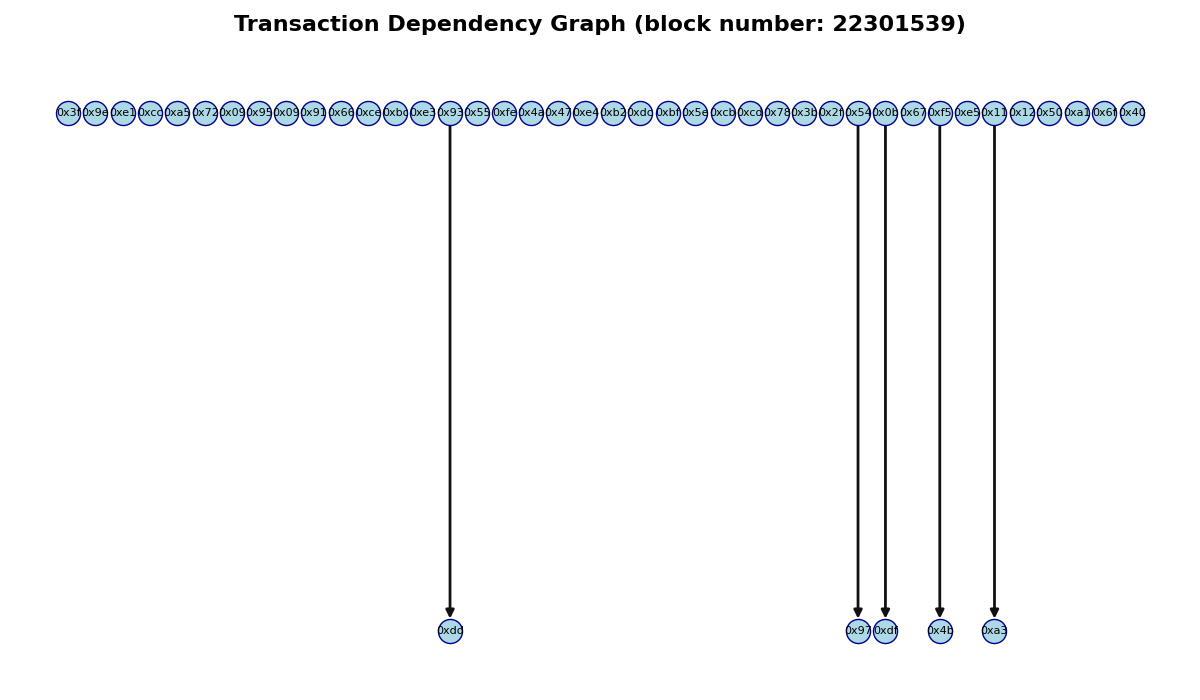 Transaction Dependency Graph (block number: 22301539)
0x3f 0x9e 0xe1 0xcc 0xa5 0x72 0x09 0x95 0x09 0x91 0x66 0xce 0xbc 0xe3 0x93 0x55 0xfe 0x4a 0x47 0xe4 0xb2 0xdc 0xbf 0x5e 0xcb 0xcd 0x78 0x3b 0x2f 0x54 0x0b 0x67 0xf5 0xe5 0x11 0x12 0x50 0xa1 0x6f 0x40
0xdd 0x97 0xdf 0x4b 0xa3